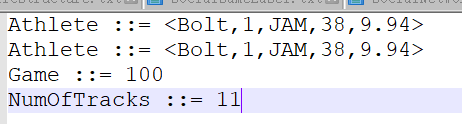 Athlete ::= <Bolt,1,JAM,38,9.94>
Athlete ::= <Bolt,1,JAM,38,9.94>
Game ::= 100
NumOfTracks ::= 11